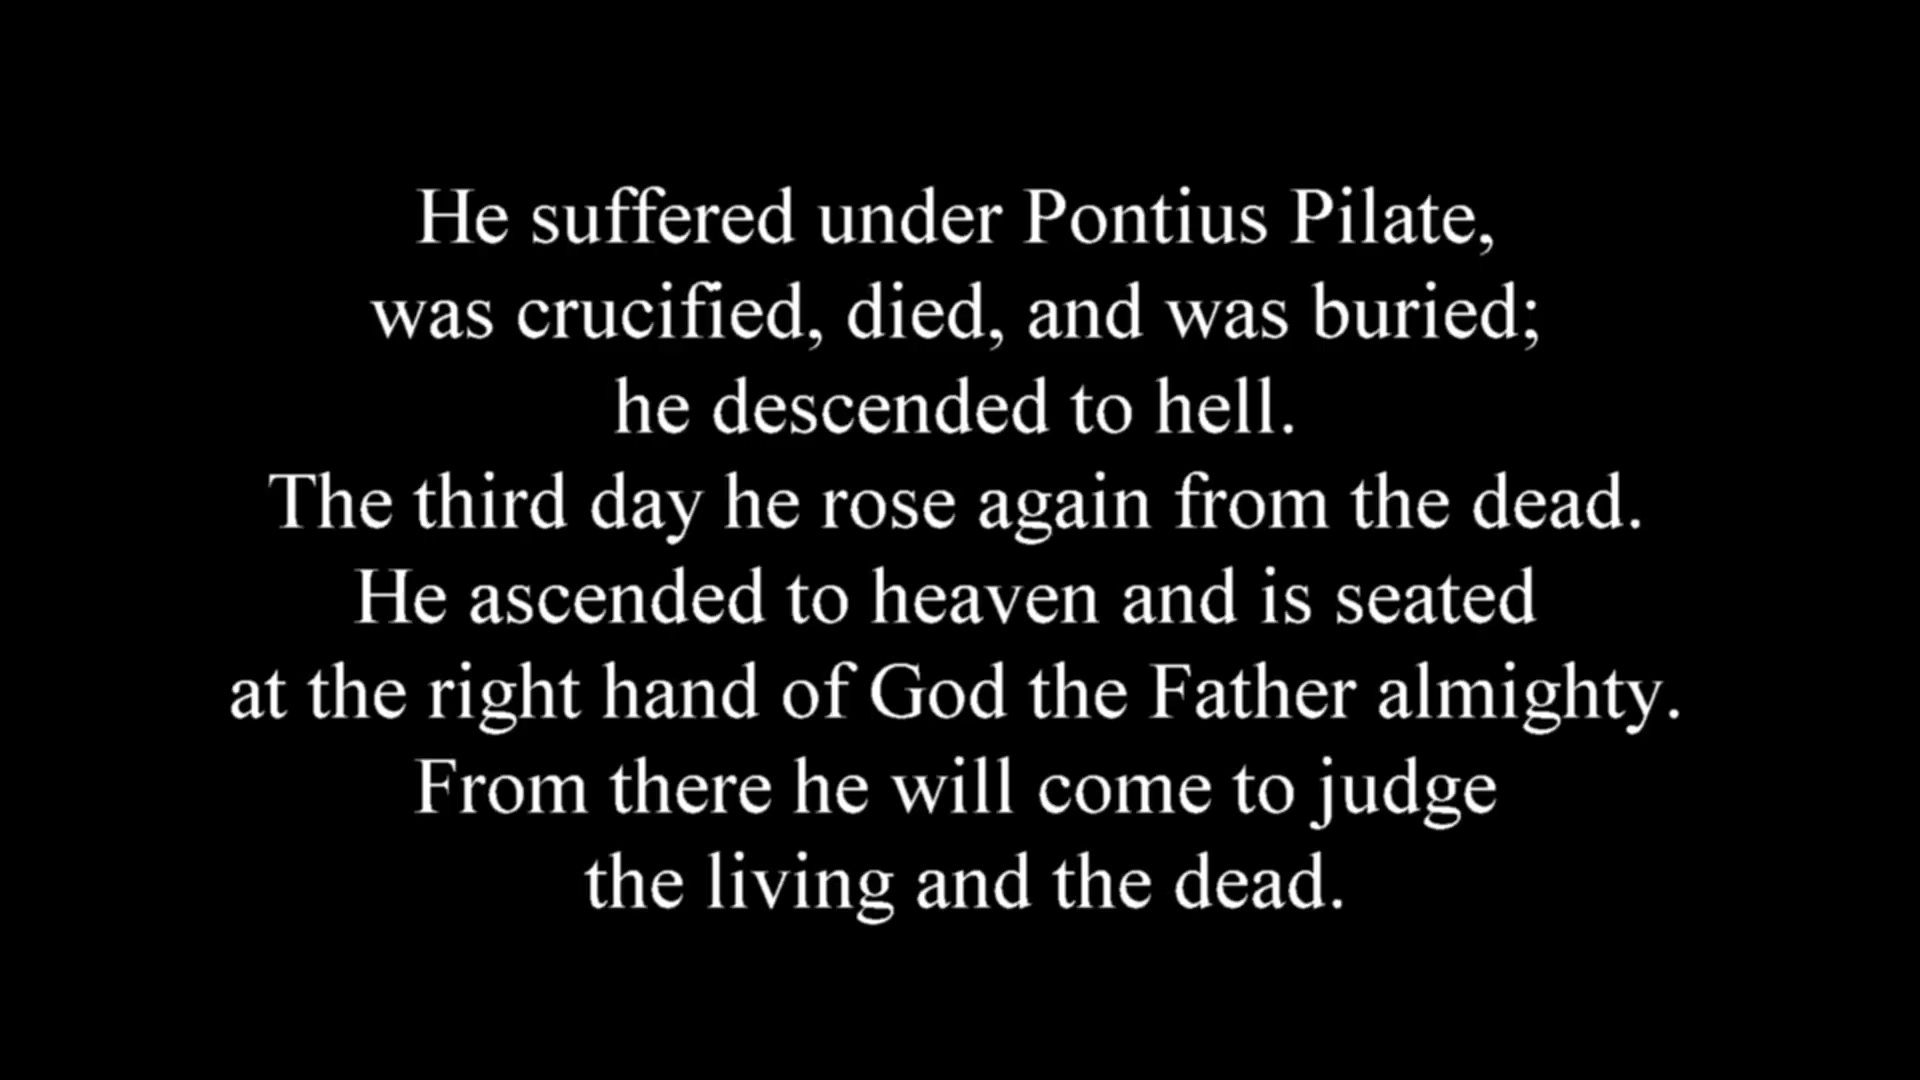 He suffered under Pontius Pilate,
was crucified, died, and was buried;
he descended to hell.
The third day he rose again from the dead.
He ascended to heaven and is seated
at the right hand of God the Father almighty.
From there he will come to judge
the living and the dead.